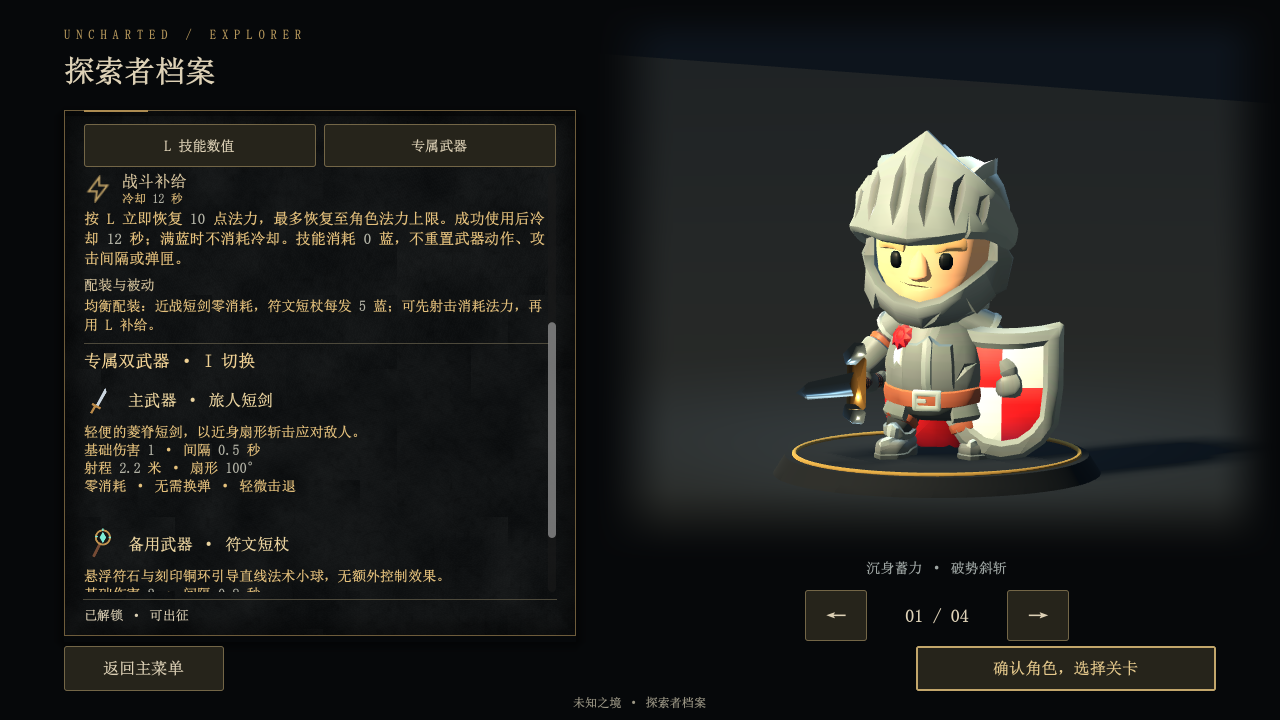 UNCHARTED / EXPLORER
探索者档案
L 技能数值
专属武器
战斗补给
冷却 12 秒
按 L 立即恢复 10 点法力，最多恢复至角色法力上限。成功使用后冷
却 12 秒；满蓝时不消耗冷却。技能消耗 0 蓝，不重置武器动作、攻
击间隔或弹匣。
配装与被动
均衡配装：近战短剑零消耗，符文短杖每发 5 蓝；可先射击消耗法力，再
用 L 补给。
专属双武器 • I 切换
主武器 • 旅人短剑
轻便的菱脊短剑，以近身扇形斩击应对敌人。
基础伤害 1 • 间隔 0.5 秒
射程 2.2 米 • 扇形 100°
零消耗 • 无需换弹 • 轻微击退
备用武器 • 符文短杖
悬浮符石与刻印铜环引导直线法术小球，无额外控制效果。
已解锁 • 可出征
沉身蓄力 • 破势斜斩
← 01 / 04 →
返回主菜单
确认角色，选择关卡
未知之境 • 探索者档案